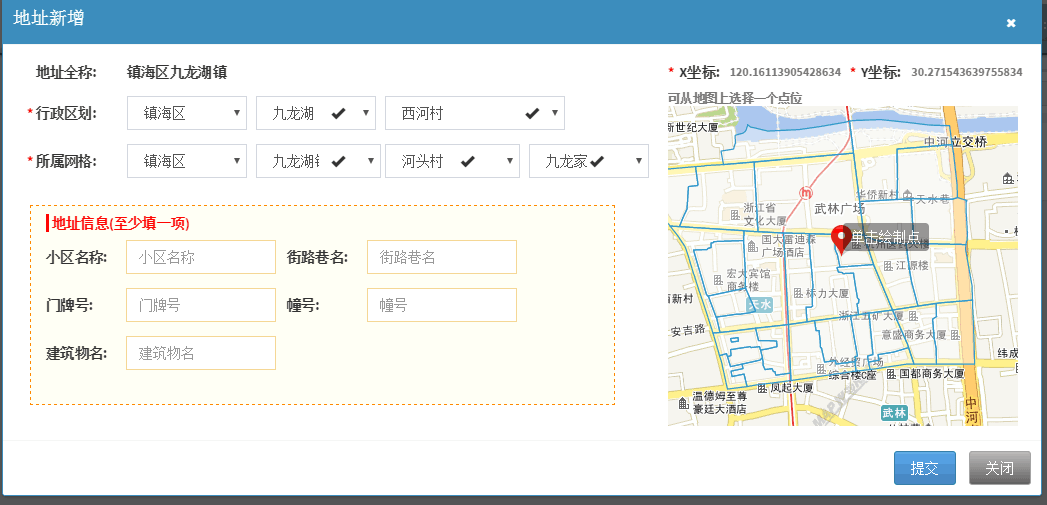 地址新增
地址全称: 镇海区九龙湖镇
* X坐标: 120.16113905428634 * Y坐标: 30.271543639755834
* 行政区划: 镇海区 九龙湖 西河村
可从地图上选择一个点位
* 所属网格: 镇海区 九龙湖 河头村 九龙家
地址信息(至少填一项)
小区名称: 小区名称 街路巷名: 街路巷名
门牌号: 门牌号 幢号: 幢号
建筑物名: 建筑物名
新世纪大厦
中河立交桥
华侨新村
天水巷
浙江省
文化大厦
武林广场
单击绘制点
国大雷迪森
广场酒店
江源楼
宏大宾馆
商务楼
标力大厦
西新村
天水
浙江五矿大厦
安吉路
意盛商务大厦
纬成
外经贸广场
综合楼C座
国都商务大厦
凤起大厦
温德姆至尊
豪廷大酒店
武林
中河
提交 关闭